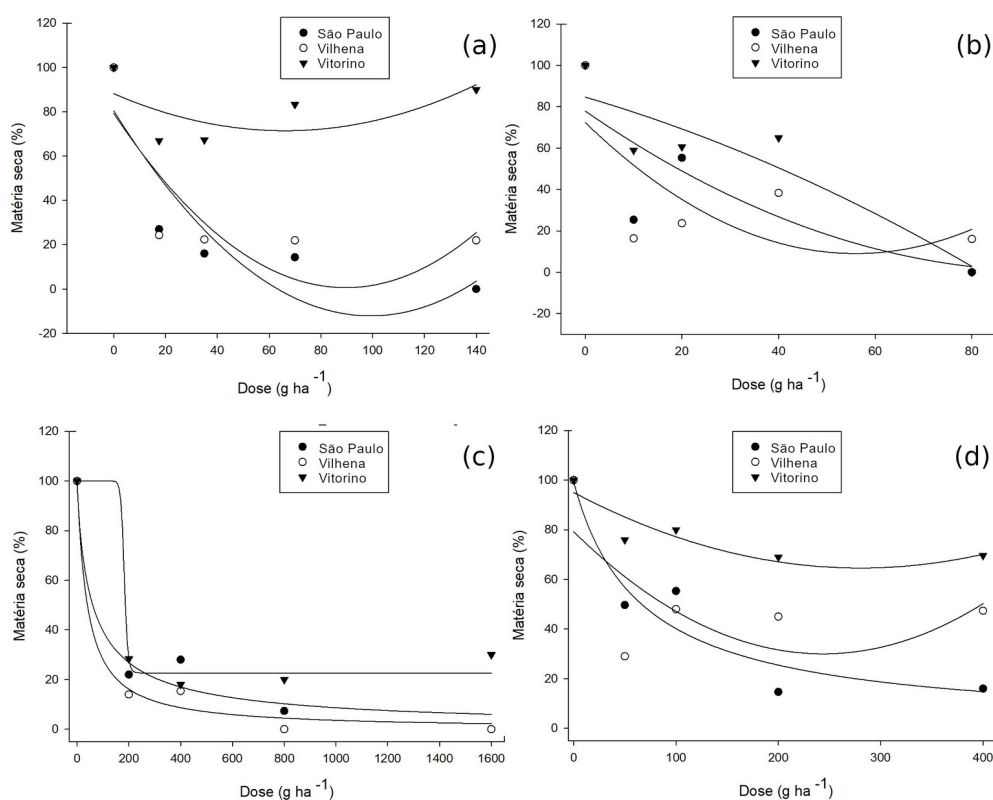 120
100
80
60
40
20
0
-20
Matéria seca (%)
São Paulo
Vilhena
Vitorino
(a)
0 20 40 60 80 100 120 140
Dose (g ha -1)
120
100
80
60
40
20
0
-20
Matéria seca (%)
São Paulo
Vilhena
Vitorino
(b)
0 20 40 60 80
Dose (g ha -1)
120
100
80
60
40
20
0
Matéria seca (%)
São Paulo
Vilhena
Vitorino
(c)
0 200 400 600 800 1000 1200 1400 1600
Dose (g ha -1)
120
100
80
60
40
20
0
Matéria seca (%)
São Paulo
Vilhena
Vitorino
(d)
0 100 200 300 400
Dose (g ha -1)